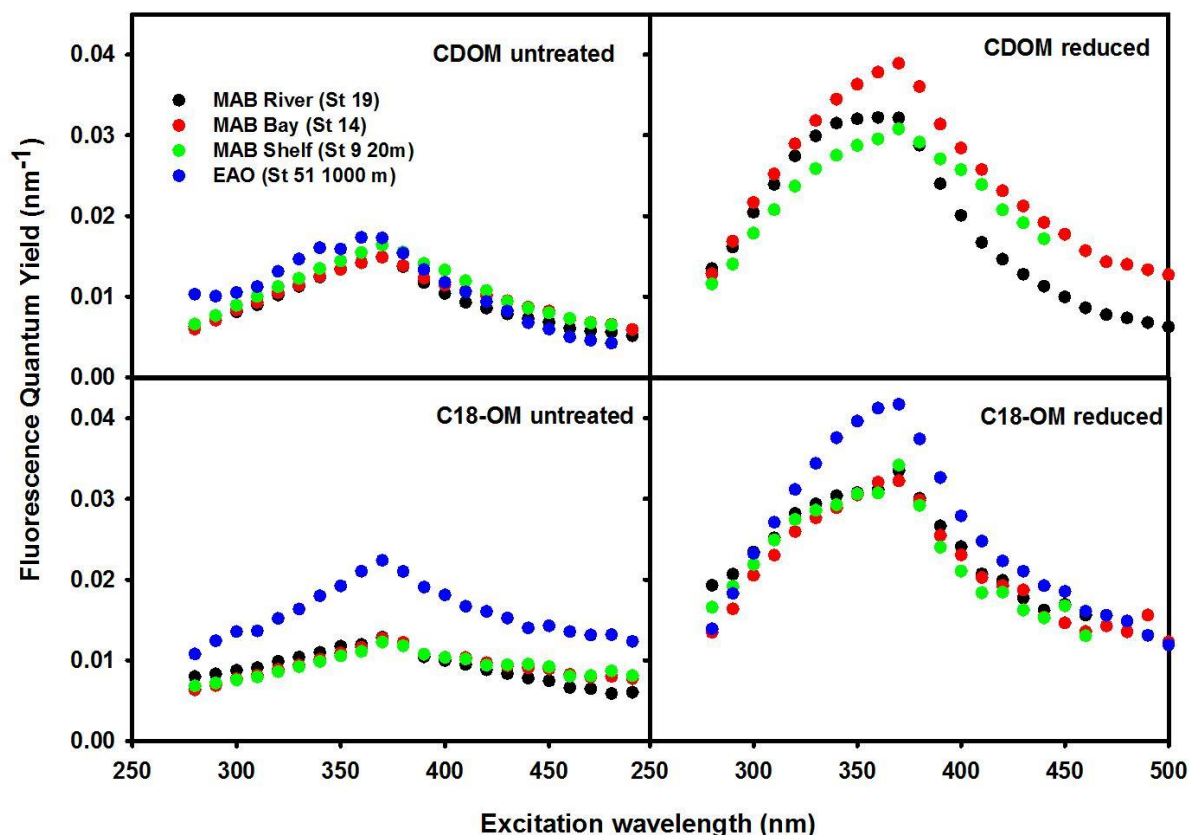 CDOM untreated
CDOM reduced
0.04
0.03
0.02
0.01
0.00
MAB River (St 19)
MAB Bay (St 14)
MAB Shelf (St 9 20m)
EAO (St 51 1000 m)
C18-OM untreated
C18-OM reduced
0.04
0.03
0.02
0.01
0.00
Fluorescence Quantum Yield (nm⁻¹)
250 300 350 400 450 250 300 350 400 450 500
Excitation wavelength (nm)